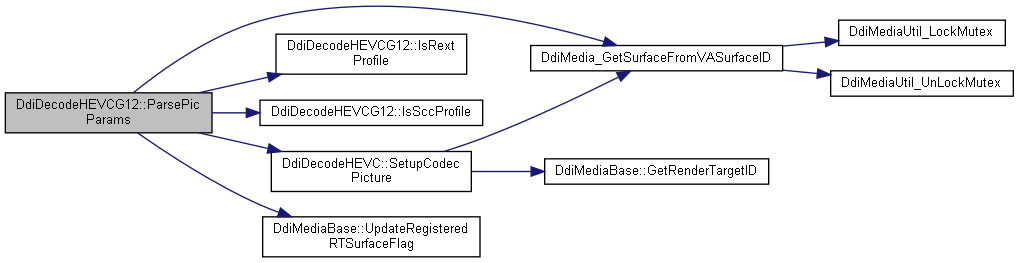 DdiDecodeHEVCG12::ParsePic
Params
DdiDecodeHEVCG12::IsRext
Profile
DdiDecodeHEVCG12::IsSccProfile
DdiDecodeHEVC::SetupCodec
Picture
DdiMediaBase::UpdateRegistered
RTSurfaceFlag
DdiMedia_GetSurfaceFromVASurfaceID
DdiMediaBase::GetRenderTargetID
DdiMediaUtil_LockMutex
DdiMediaUtil_UnLockMutex